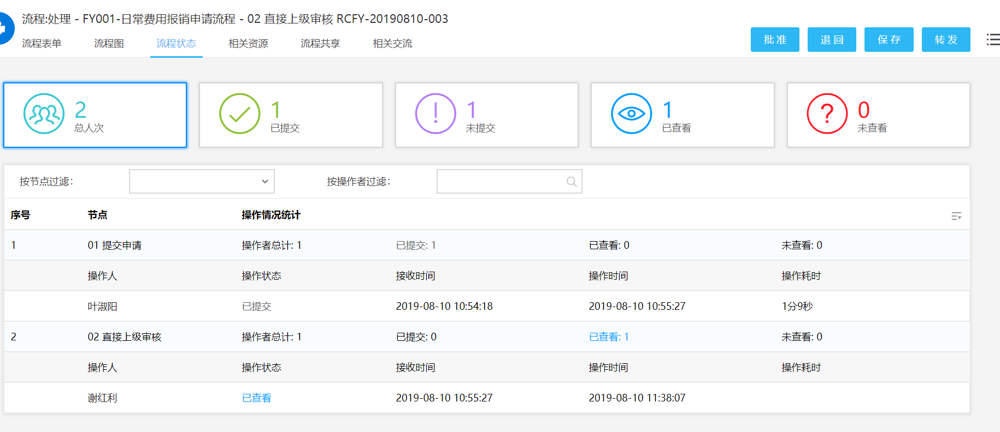 流程:处理 - FY001-日常费用报销申请流程 - 02 直接上级审核 RCFY-20190810-003
流程表单 流程图 流程状态 相关资源 流程共享 相关交流
批准 退回 保存 转发
2 总人次
1 已提交
1 未提交
1 已查看
0 未查看
按节点过滤: 按操作者过滤:
序号 节点 操作情况统计
1 01 提交申请 操作者总计: 1 已提交: 1 已查看: 0 未查看: 0
操作人 操作状态 接收时间 操作时间 操作耗时
叶淑阳 已提交 2019-08-10 10:54:18 2019-08-10 10:55:27 1分9秒
2 02 直接上级审核 操作者总计: 1 已提交: 0 已查看: 1 未查看: 0
操作人 操作状态 接收时间 操作时间 操作耗时
谢红利 已查看 2019-08-10 10:55:27 2019-08-10 11:38:07